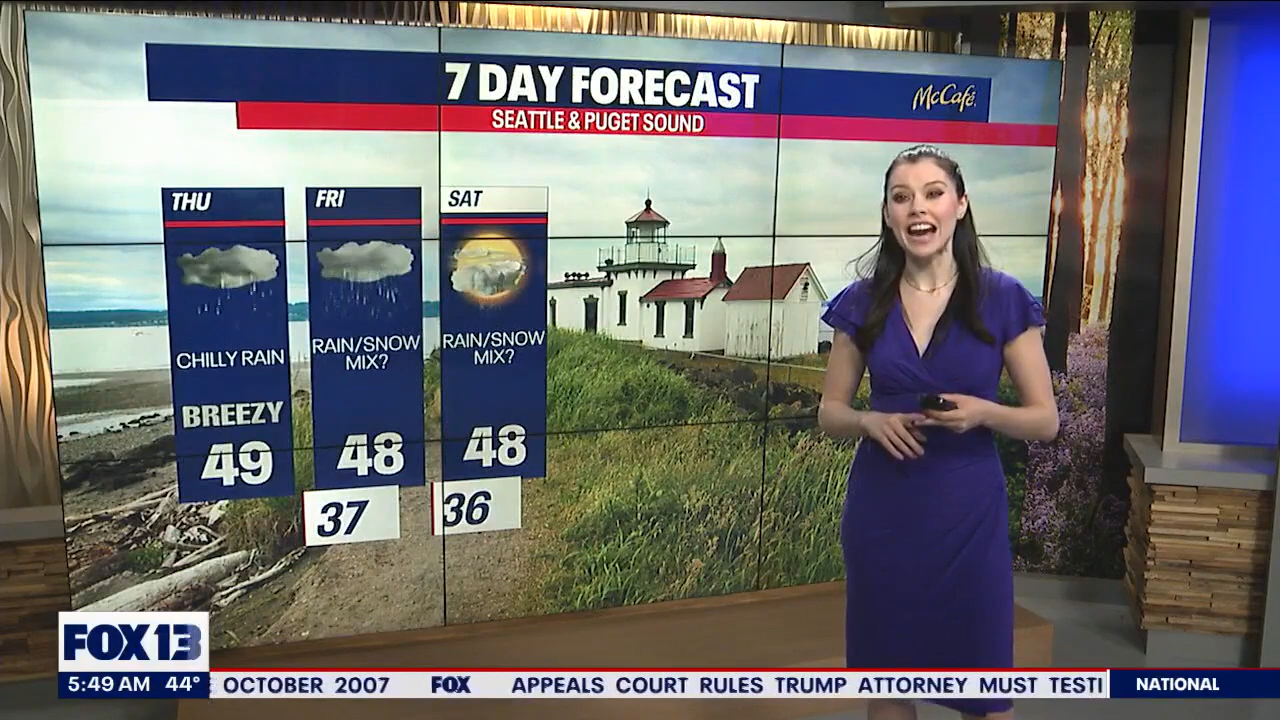 7 DAY FORECAST
McCafé
SEATTLE & PUGET SOUND
THU
CHILLY RAIN
BREEZY
49
FRI
RAIN/SNOW
MIX?
48
37
SAT
RAIN/SNOW
MIX?
48
36
FOX 13
5:49 AM 44°
OCTOBER 2007 FOX APPEALS COURT RULES TRUMP ATTORNEY MUST TESTI
NATIONAL